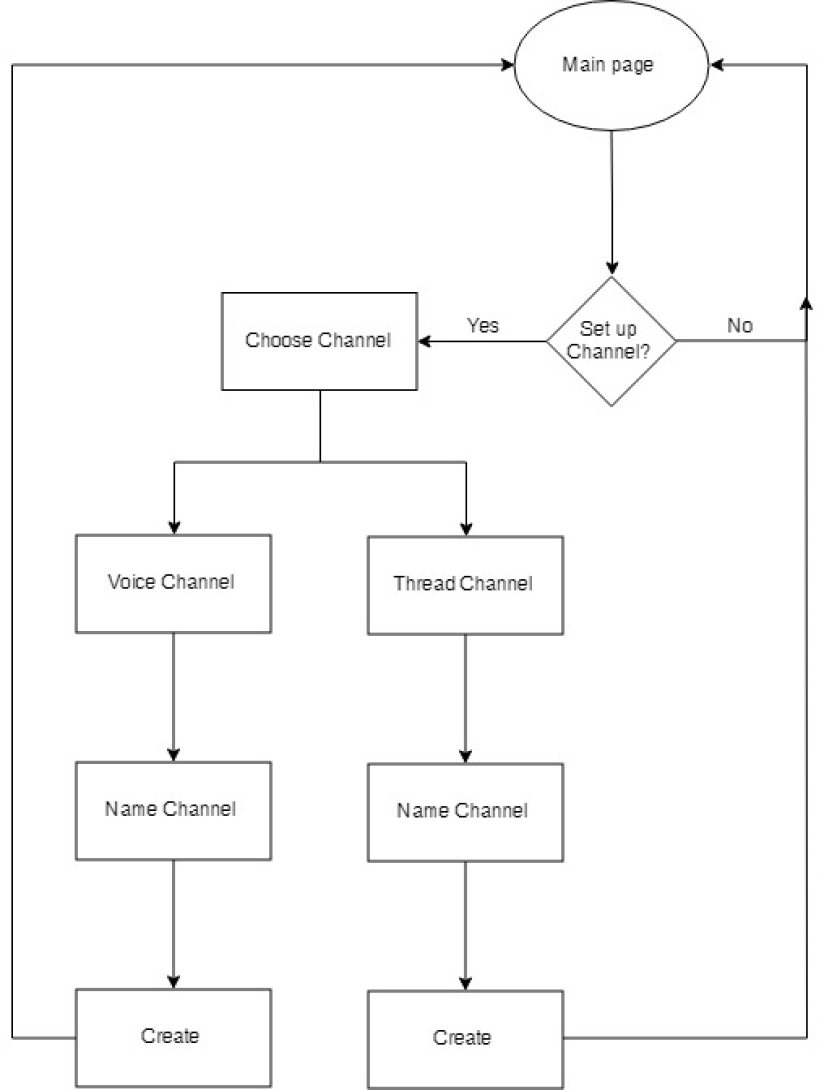 Main page
Set up
Channel?
Yes
No
Choose Channel
Voice Channel
Thread Channel
Name Channel
Name Channel
Create
Create